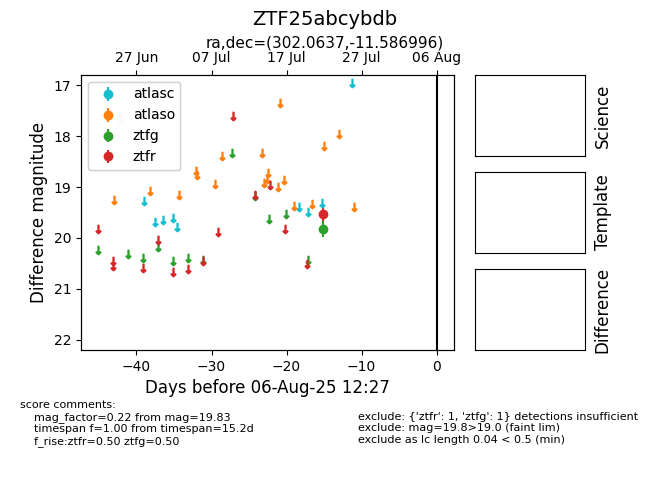 ZTF25abcybdb
ra,dec=(302.0637,-11.586996)
27 Jun 07 Jul 17 Jul 27 Jul 06 Aug
atlasc
atlaso
ztfg
ztfr
17
18
19
20
21
22
Difference magnitude
−40 −30 −20 −10 0
Days before 06-Aug-25 12:27
Science
Template
Difference
score comments:
mag_factor=0.22 from mag=19.83
timespan f=1.00 from timespan=15.2d
f_rise:ztfr=0.50 ztfg=0.50
exclude: {'ztfr': 1, 'ztfg': 1} detections insufficient
exclude: mag=19.8>19.0 (faint lim)
exclude as lc length 0.04 < 0.5 (min)